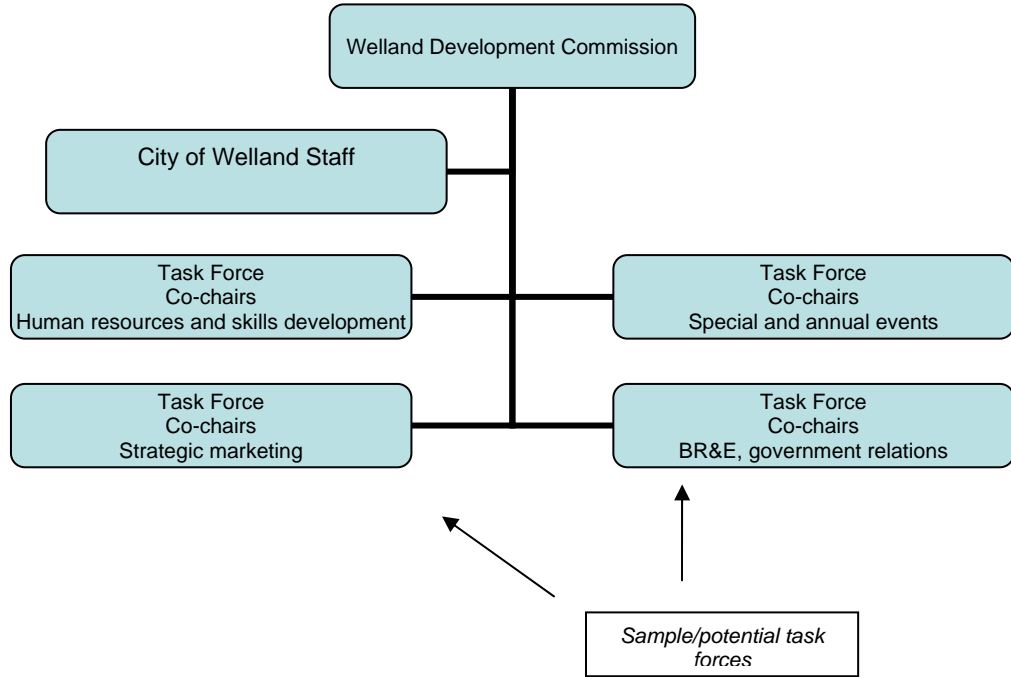 Welland Development Commission
City of Welland Staff
Task Force
Co-chairs
Human resources and skills development
Task Force
Co-chairs
Special and annual events
Task Force
Co-chairs
Strategic marketing
Task Force
Co-chairs
BR&E, government relations
Sample/potential task
forces